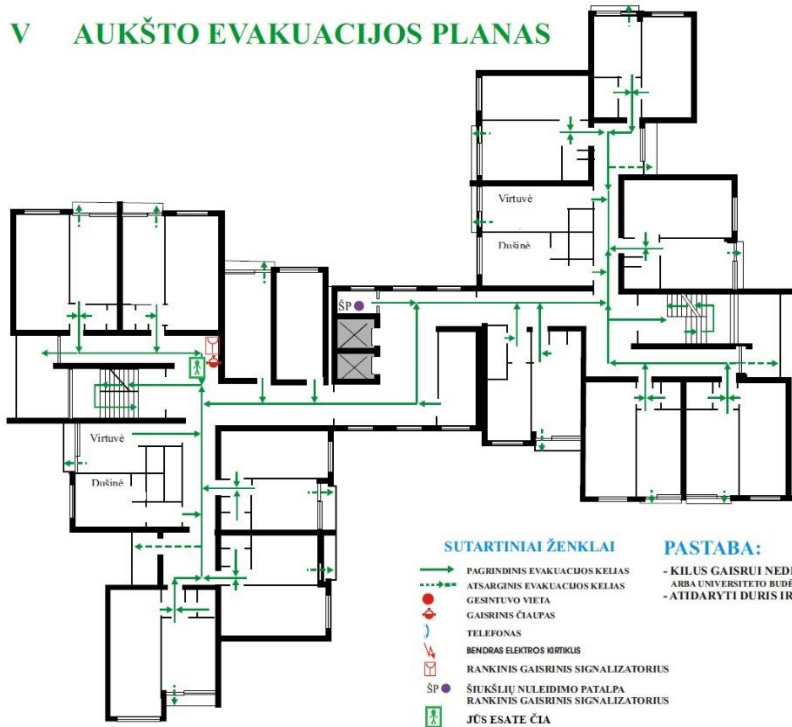 V AUKŠTO EVAKUACIJOS PLANAS
Virtuvė
Dušinė
ŠP
Virtuvė
Dušinė
SUTARTINIAI ŽENKLAI
PAGRINDINIS EVAKUACIJOS KELIAS
ATSARGINIS EVAKUACIJOS KELIAS
GESINTUVO VIETA
GAISRINIS ČIAUPAS
TELEFONAS
BENDRAS ELEKTROS KIRTIKLIS
RANKINIS GAISRINIS SIGNALIZATORIUS
ŠP ŠIUKŠLIŲ NULEIDIMO PATALPA
RANKINIS GAISRINIS SIGNALIZATORIUS
JŪS ESATE ČIA
PASTABA:
- KILUS GAISRUI
ARBA UNIVERSITETO
- ATIDARYTI DURIS